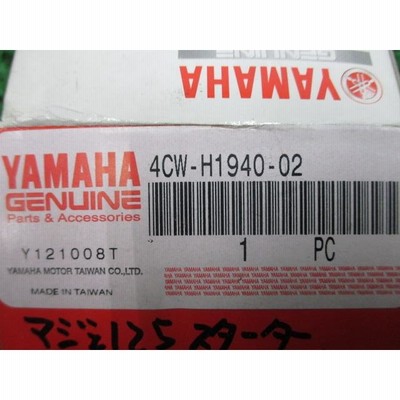 YAMAHA
GENUINE
YAMAHA
YAMAHA
GENUINE
Parts & Accessories
4CW-H1940-02
Y121008T
1 PC
YAMAHA MOTOR TAIWAN CO.,LTD.
MADE IN TAIWAN
マジェ125スターター